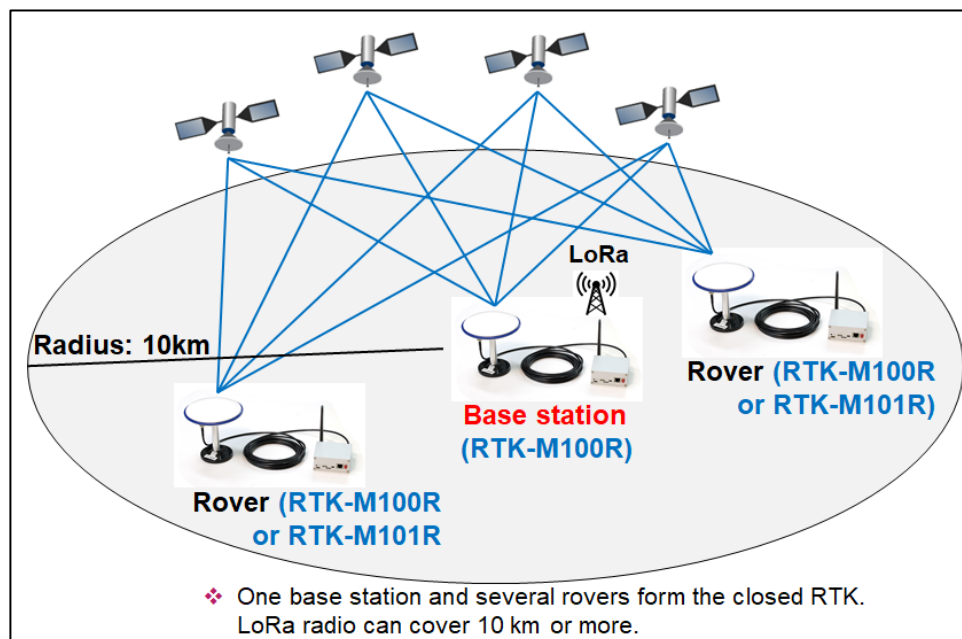 LoRa
Radius: 10km
Base station
(RTK-M100R)
Rover (RTK-M100R
or RTK-M101R)
Rover (RTK-M100R
or RTK-M101R
❖ One base station and several rovers form the closed RTK.
LoRa radio can cover 10 km or more.